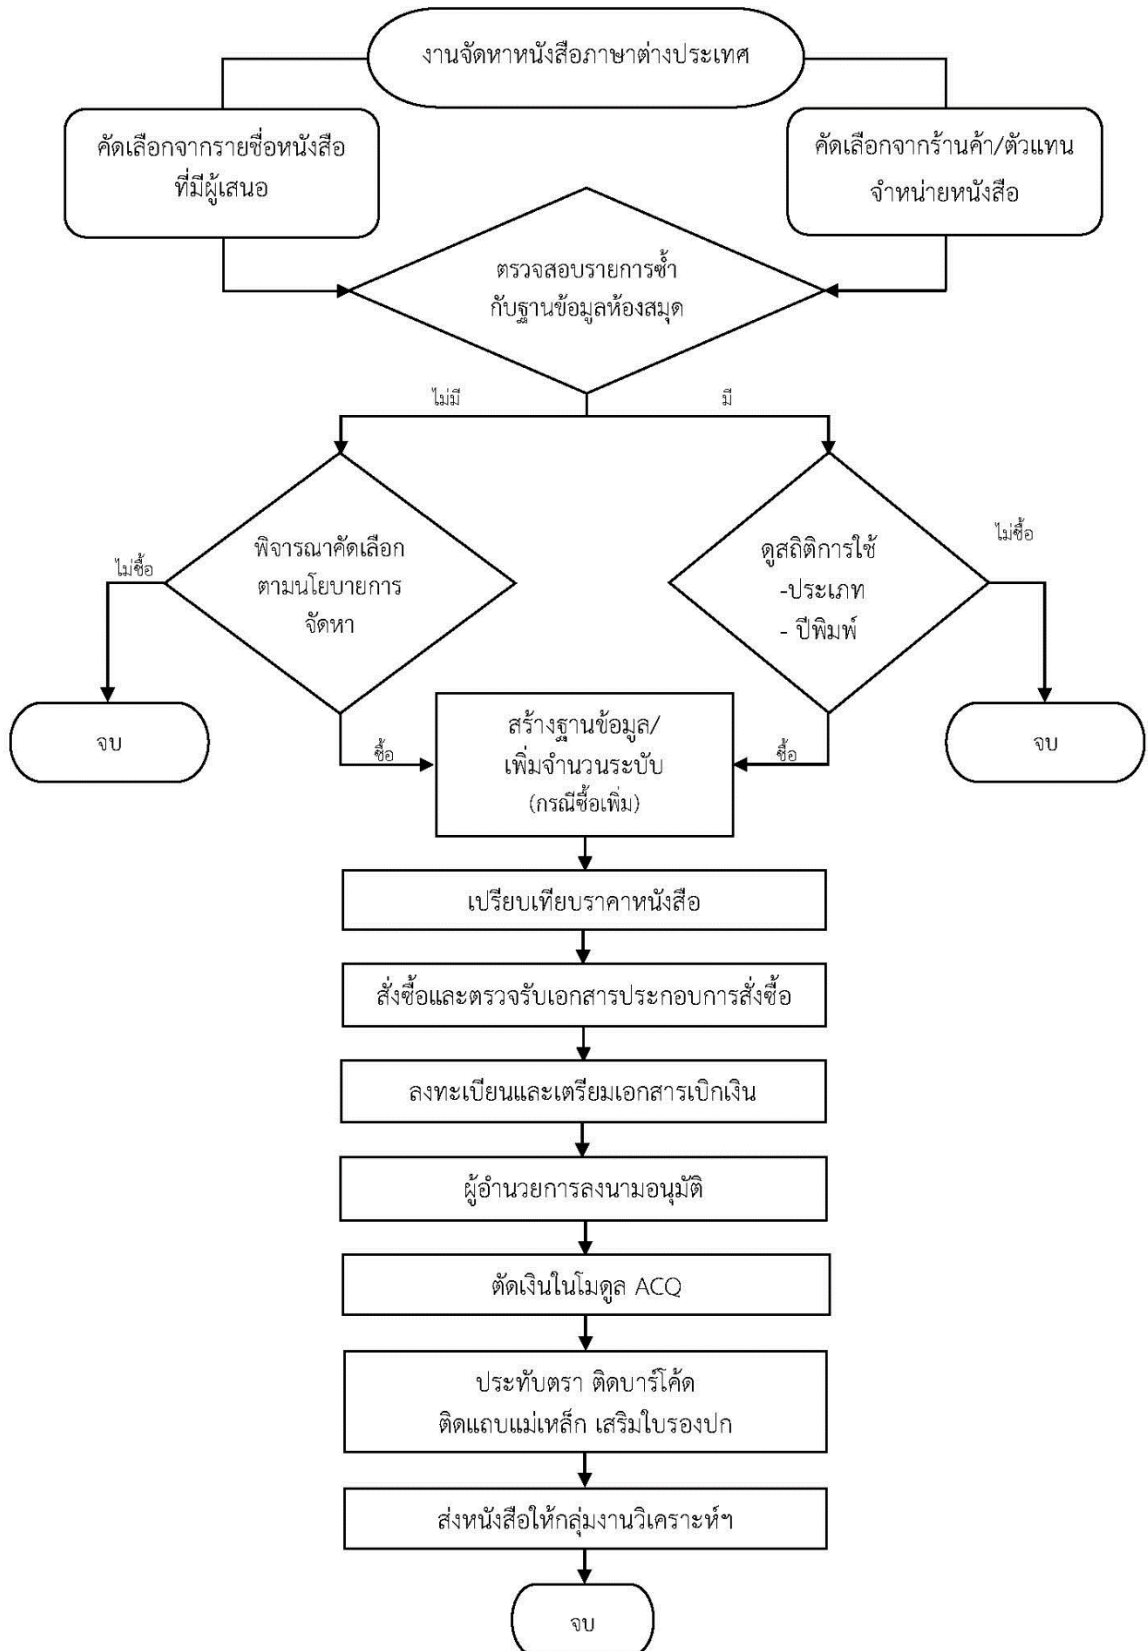 งานจัดหาหนังสือภาษาต่างประเทศ
คัดเลือกจากรายชื่อหนังสือ
ที่มีผู้เสนอ
คัดเลือกจากร้านค้า/ตัวแทน
จำหน่ายหนังสือ
ตรวจสอบรายการซ้ำ
กับฐานข้อมูลห้องสมุด
ไม่มี
มี
พิจารณาคัดเลือก
ตามนโยบายการ
จัดหา
ไม่ซื้อ
ดูสถิติการใช้
-ประเภท
- ปีพิมพ์
ไม่ซื้อ
จบ
ซื้อ
สร้างฐานข้อมูล/
เพิ่มจำนวนระบับ
(กรณีซื้อเพิ่ม)
ซื้อ
จบ
เปรียบเทียบราคาหนังสือ
สั่งซื้อและตรวจรับเอกสารประกอบการสั่งซื้อ
ลงทะเบียนและเตรียมเอกสารเบิกเงิน
ผู้อำนวยการลงนามอนุมัติ
ตัดเงินในโมดูล ACQ
ประทับตรา ติดบาร์โค้ด
ติดแถบแม่เหล็ก เสริมใบรองปก
ส่งหนังสือให้กลุ่มงานวิเคราะห์ฯ
จบ